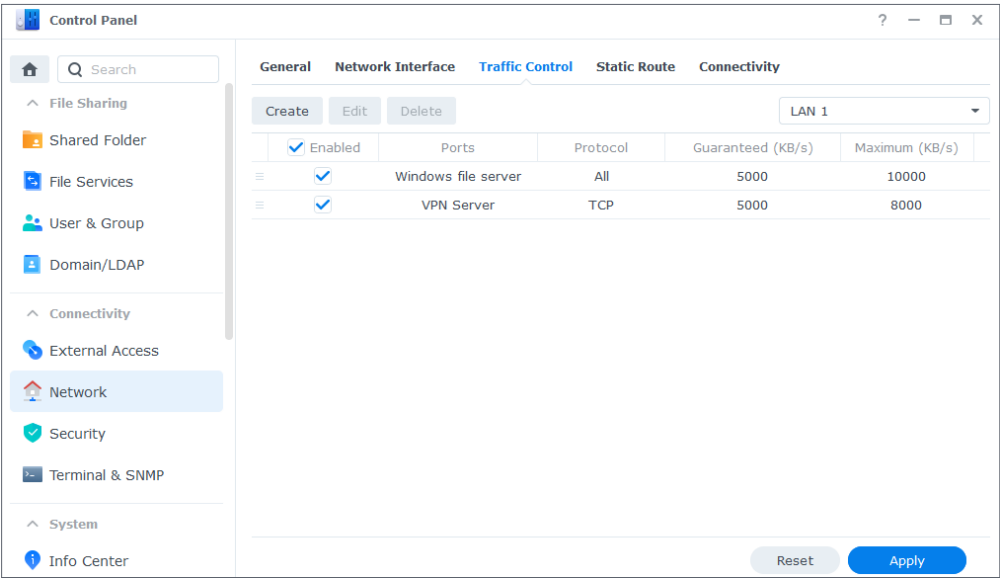 Control Panel
?
Search
File Sharing
Shared Folder
File Services
User & Group
Domain/LDAP
Connectivity
External Access
Network
Security
Terminal & SNMP
System
Info Center
General Network Interface Traffic Control Static Route Connectivity
Create Edit Delete LAN 1
Enabled Ports Protocol Guaranteed (KB/s) Maximum (KB/s)
Windows file server All 5000 10000
VPN Server TCP 5000 8000
Reset Apply